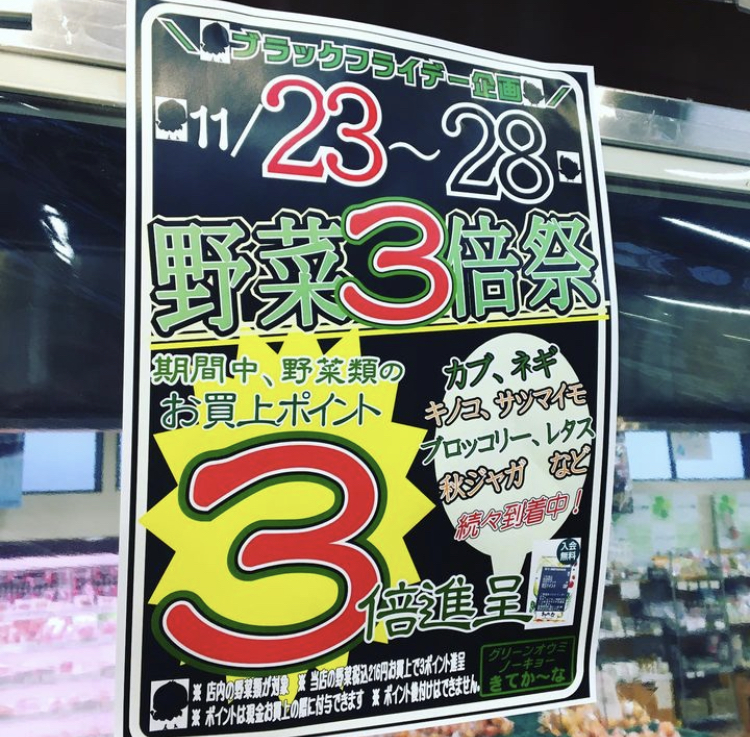 ブラックフライデー企画
11/23～28
野菜3倍祭
期間中、野菜類の
お買上ポイント
3倍進呈
カブ、ネギ
キノコ、サツマイモ
ブロッコリー、レタス
秋ジャガ など
続々到着中！
入会
無料
グリーンオウミ
ノーキョー
きてか〜な
※ 店内の野菜類が対象 ※ 当店の野菜税込216円お買上で3ポイント進呈
※ ポイントは現金お買上の際に付与できます ※ ポイント後付けはできません。